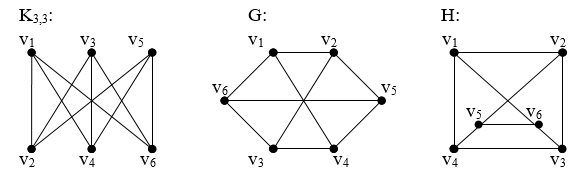 K₃,₃: G: H:
v₁ v₃ v₅ v₁ v₂ v₁ v₂
v₆ v₅
v₅ v₆
v₂ v₄ v₆ v₃ v₄ v₄ v₃